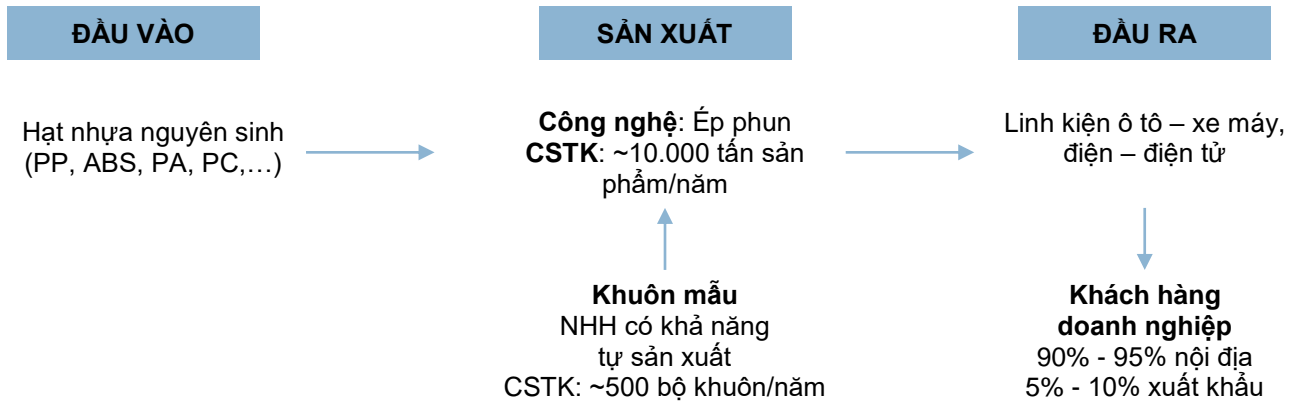 ĐẦU VÀO
SẢN XUẤT
ĐẦU RA
Hạt nhựa nguyên sinh
(PP, ABS, PA, PC,…)
Công nghệ: Ép phun
CSTK: ~10.000 tấn sản
phẩm/năm
Linh kiện ô tô – xe máy,
điện – điện tử
Khuôn mẫu
NHH có khả năng
tự sản xuất
CSTK: ~500 bộ khuôn/năm
Khách hàng
doanh nghiệp
90% - 95% nội địa
5% - 10% xuất khẩu